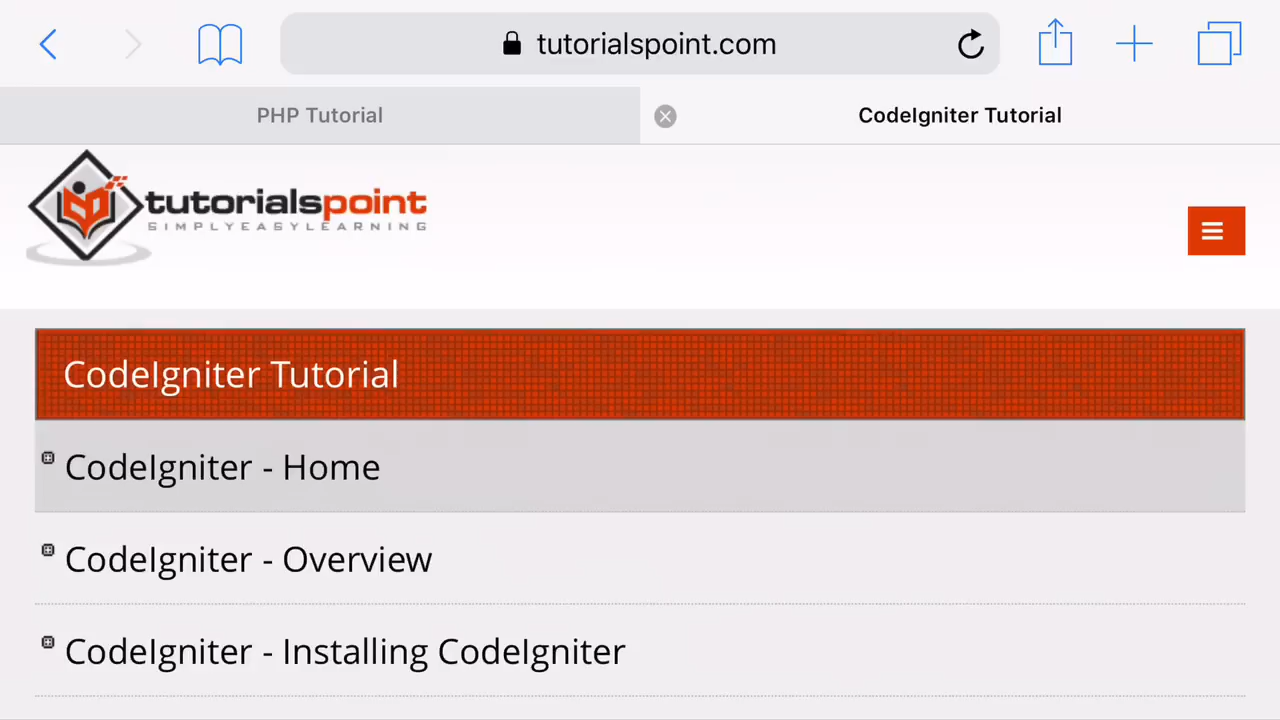 tutorialspoint.com
PHP Tutorial
CodeIgniter Tutorial
tutorialspoint
SIMPLYEASYLEARNING
CodeIgniter Tutorial
CodeIgniter - Home
CodeIgniter - Overview
CodeIgniter - Installing CodeIgniter